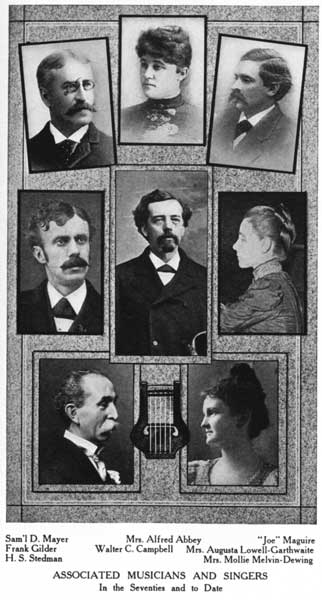 Sam'l D. Mayer Mrs. Alfred Abbey "Joe" Maguire
Frank Gilder Walter C. Campbell Mrs. Augusta Lowell-Garthwaite
H. S. Stedman Mrs. Mollie Melvin-Dewing
ASSOCIATED MUSICIANS AND SINGERS
In the Seventies and to Date